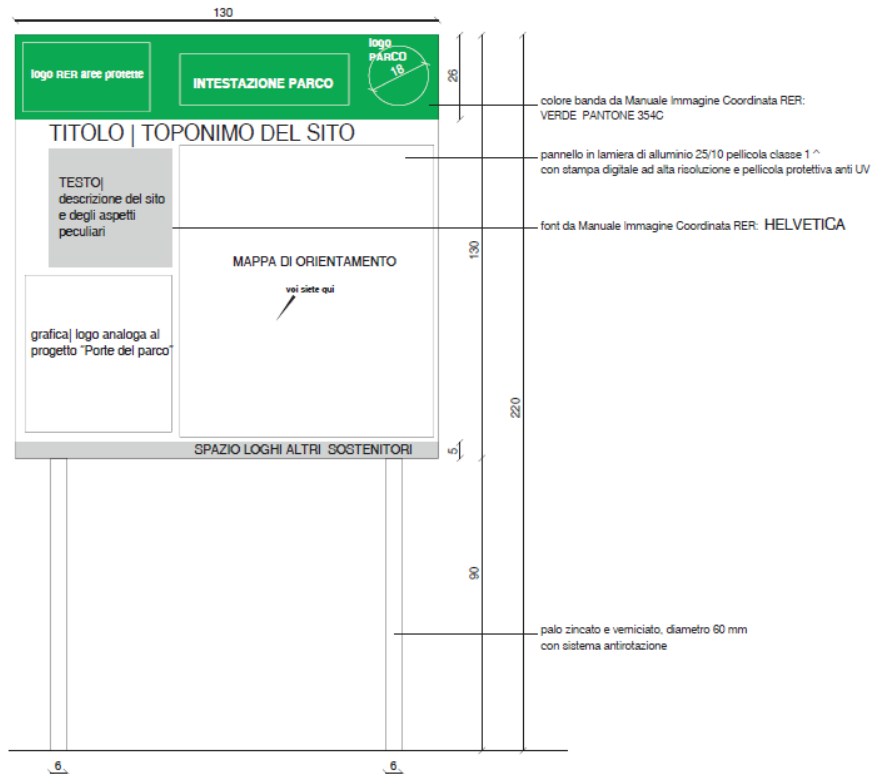 130
logo RER aree protette
INTESTAZIONE PARCO
logo
PARCO
18
26
colore banda da Manuale Immagine Coordinata RER:
VERDE PANTONE 354C
TITOLO | TOPONIMO DEL SITO
pannello in lamiera di alluminio 25/10 pellicola classe 1 ^
con stampa digitale ad alta risoluzione e pellicola protettiva anti UV
TESTO|
descrizione del sito
e degli aspetti
peculiari
font da Manuale Immagine Coordinata RER: HELVETICA
130
MAPPA DI ORIENTAMENTO
voi siete qui
grafica| logo analoga al
progetto "Porte del parco"
220
SPAZIO LOGHI ALTRI SOSTENITORI
5
90
palo zincato e verniciato, diametro 60 mm
con sistema antirotazione
6
6